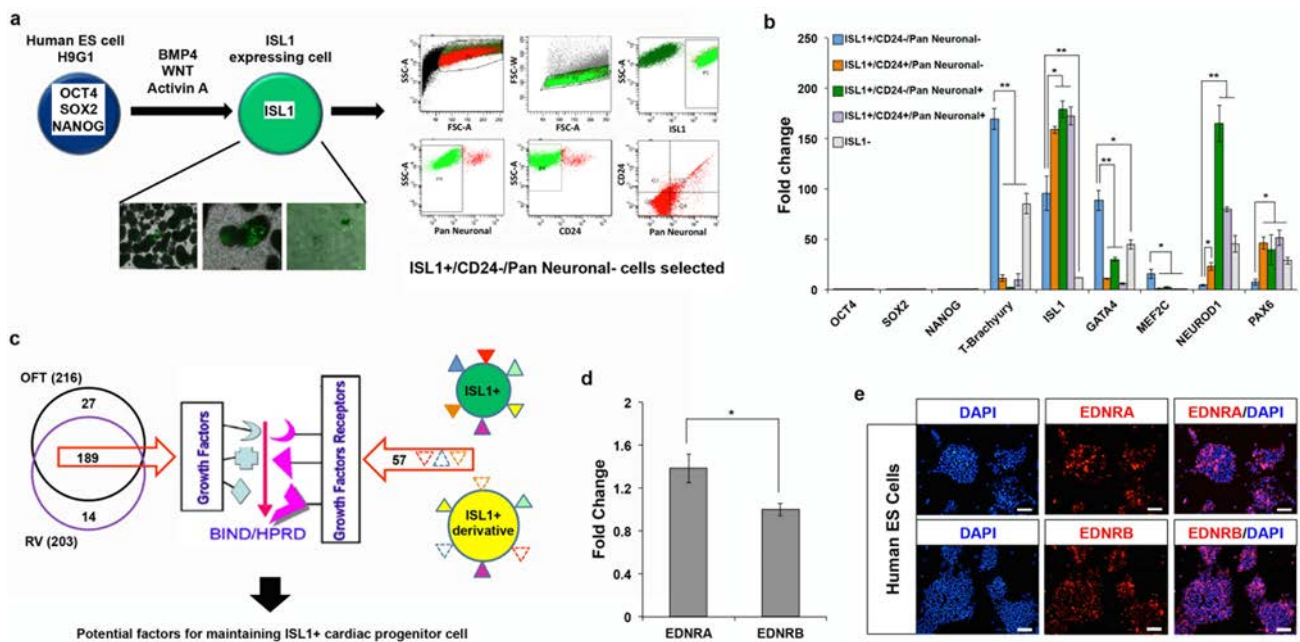 a
Human ES cell
H9G1
OCT4
SOX2
NANOG
BMP4
WNT
Activin A
ISL1
expressing cell
ISL1
SSC-A
FSC-A
FSC-W
FSC-A
SSC-A
ISL1
SSC-A
Pan Neuronal
SSC-A
CD24
CD24
Pan Neuronal
ISL1+/CD24-/Pan Neuronal- cells selected
b
Fold change
250
200
150
100
50
0
ISL1+/CD24-/Pan Neuronal-
ISL1+/CD24+/Pan Neuronal-
ISL1+/CD24-/Pan Neuronal+
ISL1+/CD24+/Pan Neuronal+
ISL1-
**
*
**
**
*
*
*
**
*
OCT4
SOX2
NANOG
T-Brachyury
ISL1
GATA4
MEF2C
NEUROD1
PAX6
c
OFT (216)
27
189
14
RV (203)
Growth Factors
Growth Factors Receptors
BIND/HPRD
57
ISL1+
ISL1+
derivative
Potential factors for maintaining ISL1+ cardiac progenitor cell
d
Fold Change
2
1.6
1.2
0.8
0.4
0
*
EDNRA
EDNRB
e
Human ES Cells
DAPI
EDNRA
EDNRA/DAPI
DAPI
EDNRB
EDNRB/DAPI